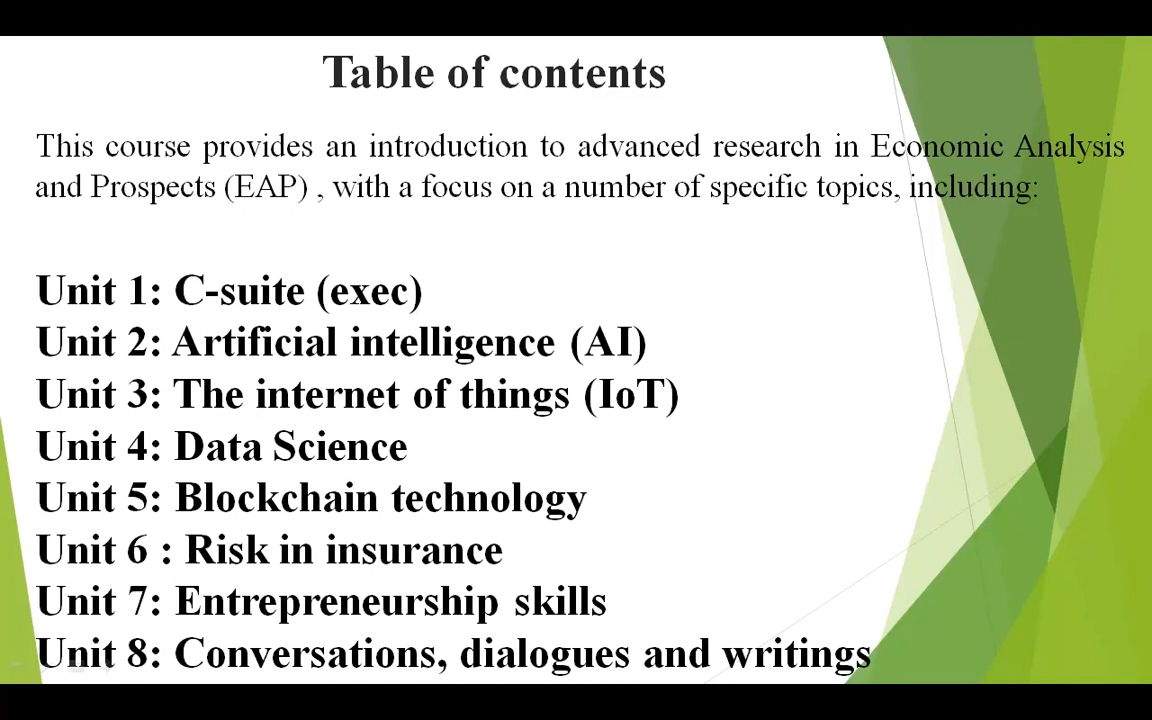 Table of contents
This course provides an introduction to advanced research in Economic Analysis
and Prospects (EAP) , with a focus on a number of specific topics, including:
Unit 1: C-suite (exec)
Unit 2: Artificial intelligence (AI)
Unit 3: The internet of things (IoT)
Unit 4: Data Science
Unit 5: Blockchain technology
Unit 6 : Risk in insurance
Unit 7: Entrepreneurship skills
Unit 8: Conversations, dialogues and writings